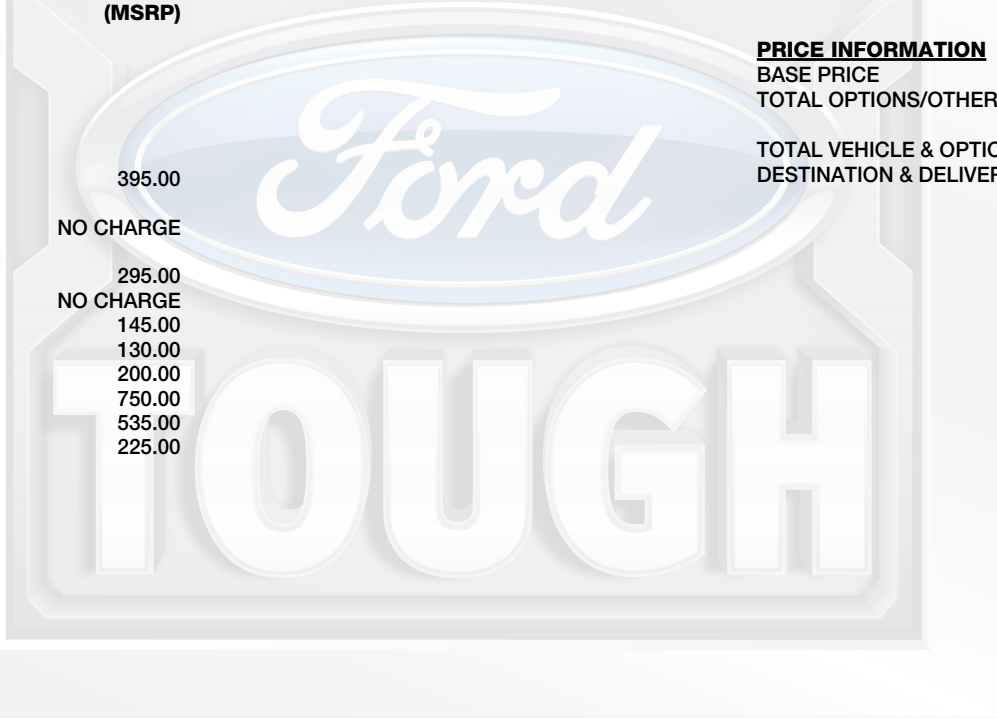 (MSRP)
PRICE INFORMATION
BASE PRICE
TOTAL OPTIONS/OTHER
TOTAL VEHICLE & OPTIO
DESTINATION & DELIVER
395.00
NO CHARGE
295.00
NO CHARGE
145.00
130.00
200.00
750.00
535.00
225.00
Ford
TOUGH